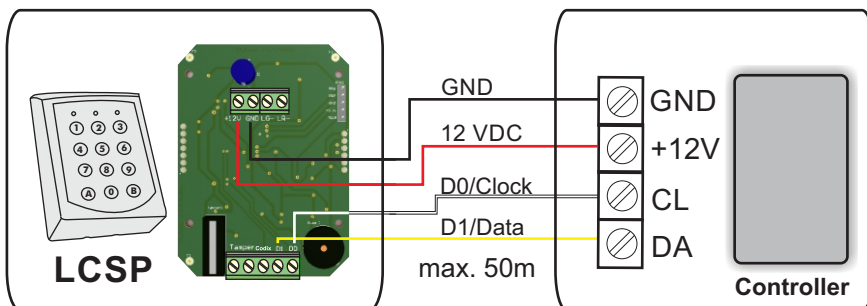 GND
12 VDC
D0/Clock
D1/Data
max. 50m
LCSP
1 2 3
4 5 6
7 8 9
A 0 B
+12V GND LG- LR-
Tamper Codix D1 D0
GND
+12V
CL
DA
Controller